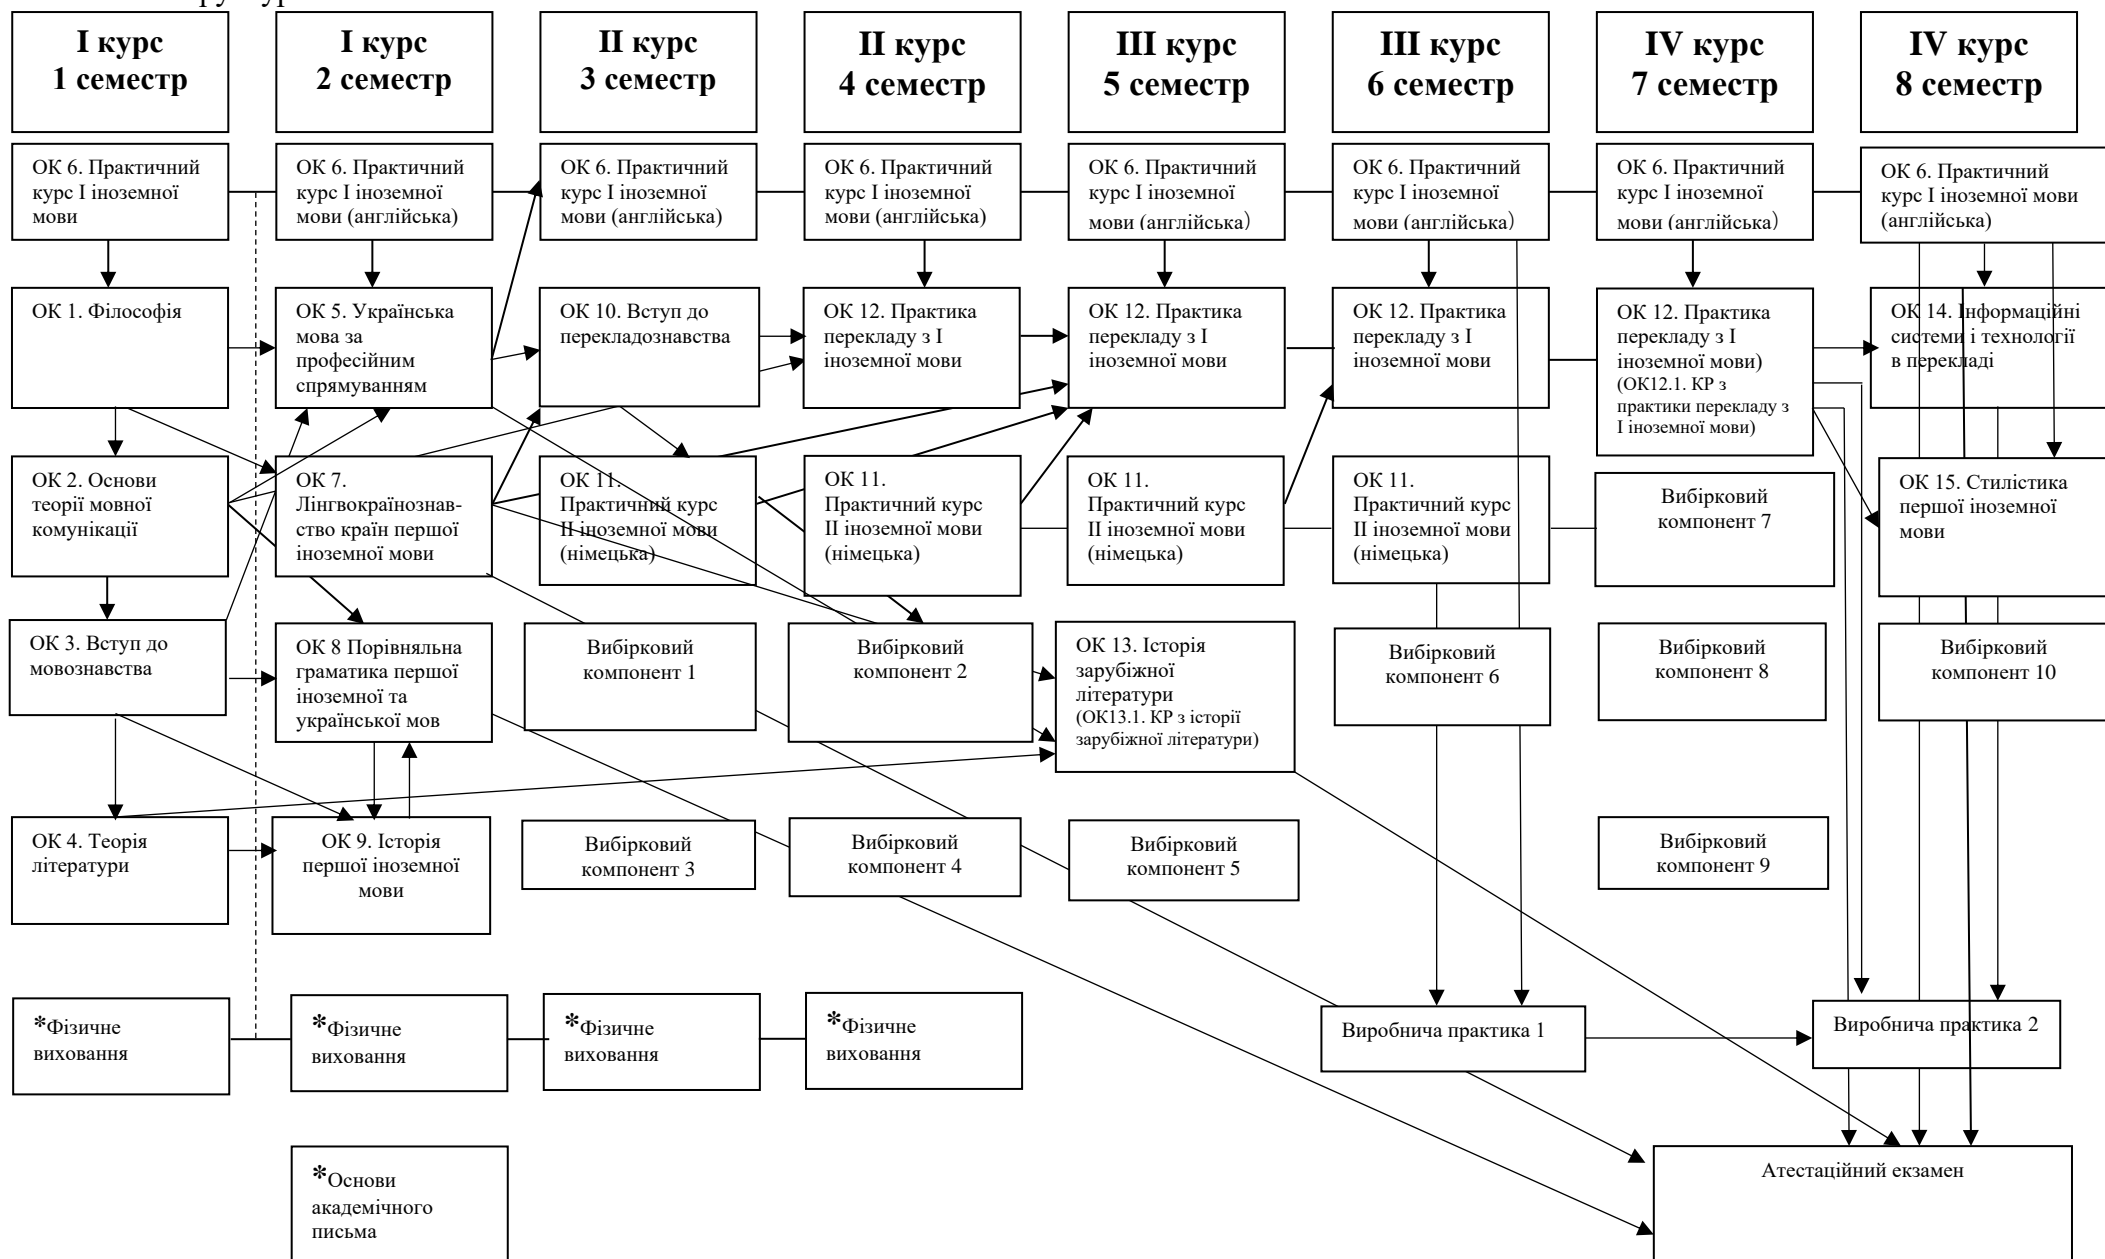 І курс
1 семестр
І курс
2 семестр
ІІ курс
3 семестр
ІІ курс
4 семестр
ІІІ курс
5 семестр
ІІІ курс
6 семестр
IV курс
7 семестр
IV курс
8 семестр
ОК 6. Практичний
курс І іноземної
мови
ОК 6. Практичний
курс І іноземної
мови (англійська)
ОК 6. Практичний
курс І іноземної
мови (англійська)
ОК 6. Практичний
курс І іноземної
мови (англійська)
ОК 6. Практичний
курс І іноземної
мови (англійська)
ОК 6. Практичний
курс І іноземної
мови (англійська)
ОК 6. Практичний
курс І іноземної
мови (англійська)
ОК 6. Практичний
курс І іноземної мови
(англійська)
ОК 1. Філософія
ОК 5. Українська
мова за
професійним
спрямуванням
ОК 10. Вступ до
перекладознавства
ОК 12. Практика
перекладу з І
іноземної мови
ОК 12. Практика
перекладу з І
іноземної мови
ОК 12. Практика
перекладу з І
іноземної мови
ОК 12. Практика
перекладу з І
іноземної мови)
(ОК12.1. КР з
практики перекладу з
І іноземної мови)
ОК 14. Інформаційні
системи і технології
в перекладі
ОК 2. Основи
теорії мовної
комунікації
ОК 7.
Лінгвокраїнознав-
ство країн першої
іноземної мови
ОК 11.
Практичний курс
ІІ іноземної мови
(німецька)
ОК 11.
Практичний курс
ІІ іноземної мови
(німецька)
ОК 11.
Практичний курс
ІІ іноземної мови
(німецька)
ОК 11.
Практичний курс
ІІ іноземної мови
(німецька)
Вибірковий
компонент 7
ОК 15. Стилістика
першої іноземної
мови
ОК 3. Вступ до
мовознавства
ОК 8 Порівняльна
граматика першої
іноземної та
української мов
Вибірковий
компонент 1
Вибірковий
компонент 2
ОК 13. Історія
зарубіжної
літератури
(ОК13.1. КР з історії
зарубіжної літератури)
Вибірковий
компонент 6
Вибірковий
компонент 8
Вибірковий
компонент 10
ОК 4. Теорія
літератури
ОК 9. Історія
першої іноземної
мови
Вибірковий
компонент 3
Вибірковий
компонент 4
Вибірковий
компонент 5
Вибірковий
компонент 9
*Фізичне
виховання
*Фізичне
виховання
*Фізичне
виховання
*Фізичне
виховання
Виробнича практика 1
Виробнича практика 2
*Основи
академічного
письма
Атестаційний екзамен